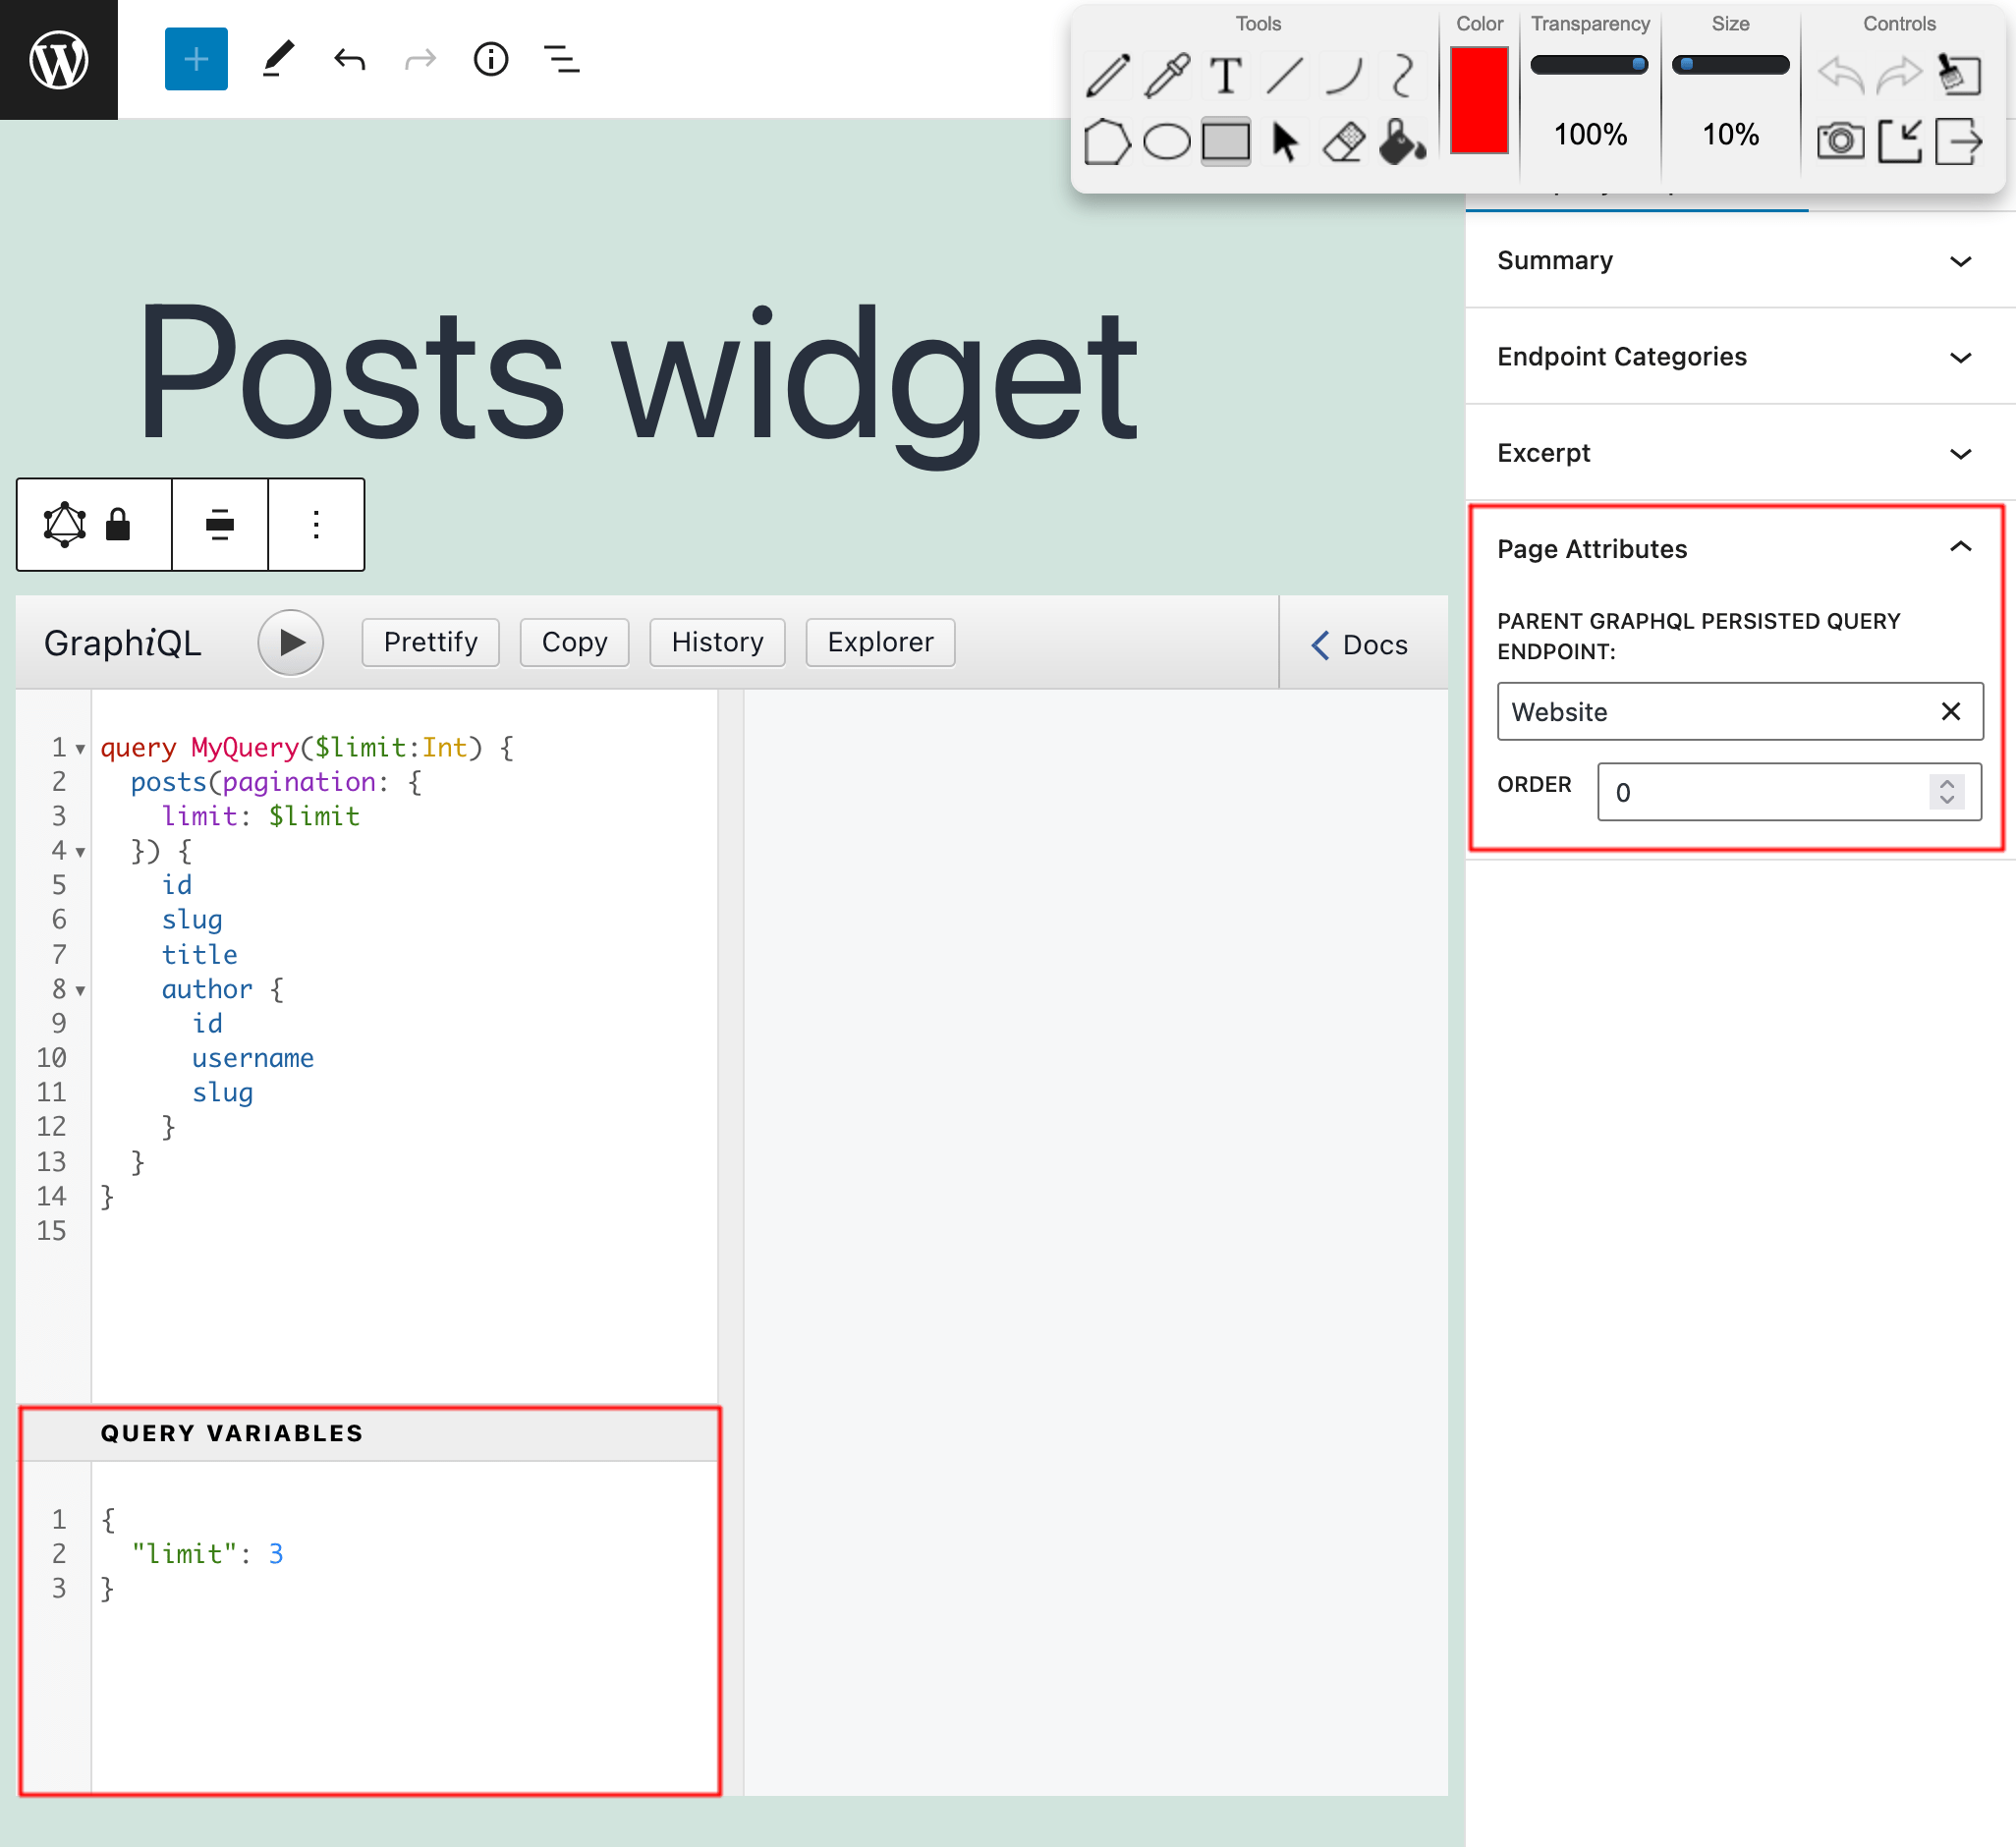 Tools
Color
Transparency
Size
Controls
T
100%
10%
Summary
Endpoint Categories
Excerpt
Page Attributes
PARENT GRAPHQL PERSISTED QUERY
ENDPOINT:
Website
ORDER
0
Posts widget
GraphiQL
Prettify
Copy
History
Explorer
Docs
1 query MyQuery($limit:Int) {
2 posts(pagination: {
3 limit: $limit
4 }) {
5 id
6 slug
7 title
8 author {
9 id
10 username
11 slug
12 }
13 }
14 }
15
QUERY VARIABLES
1 {
2 "limit": 3
3 }